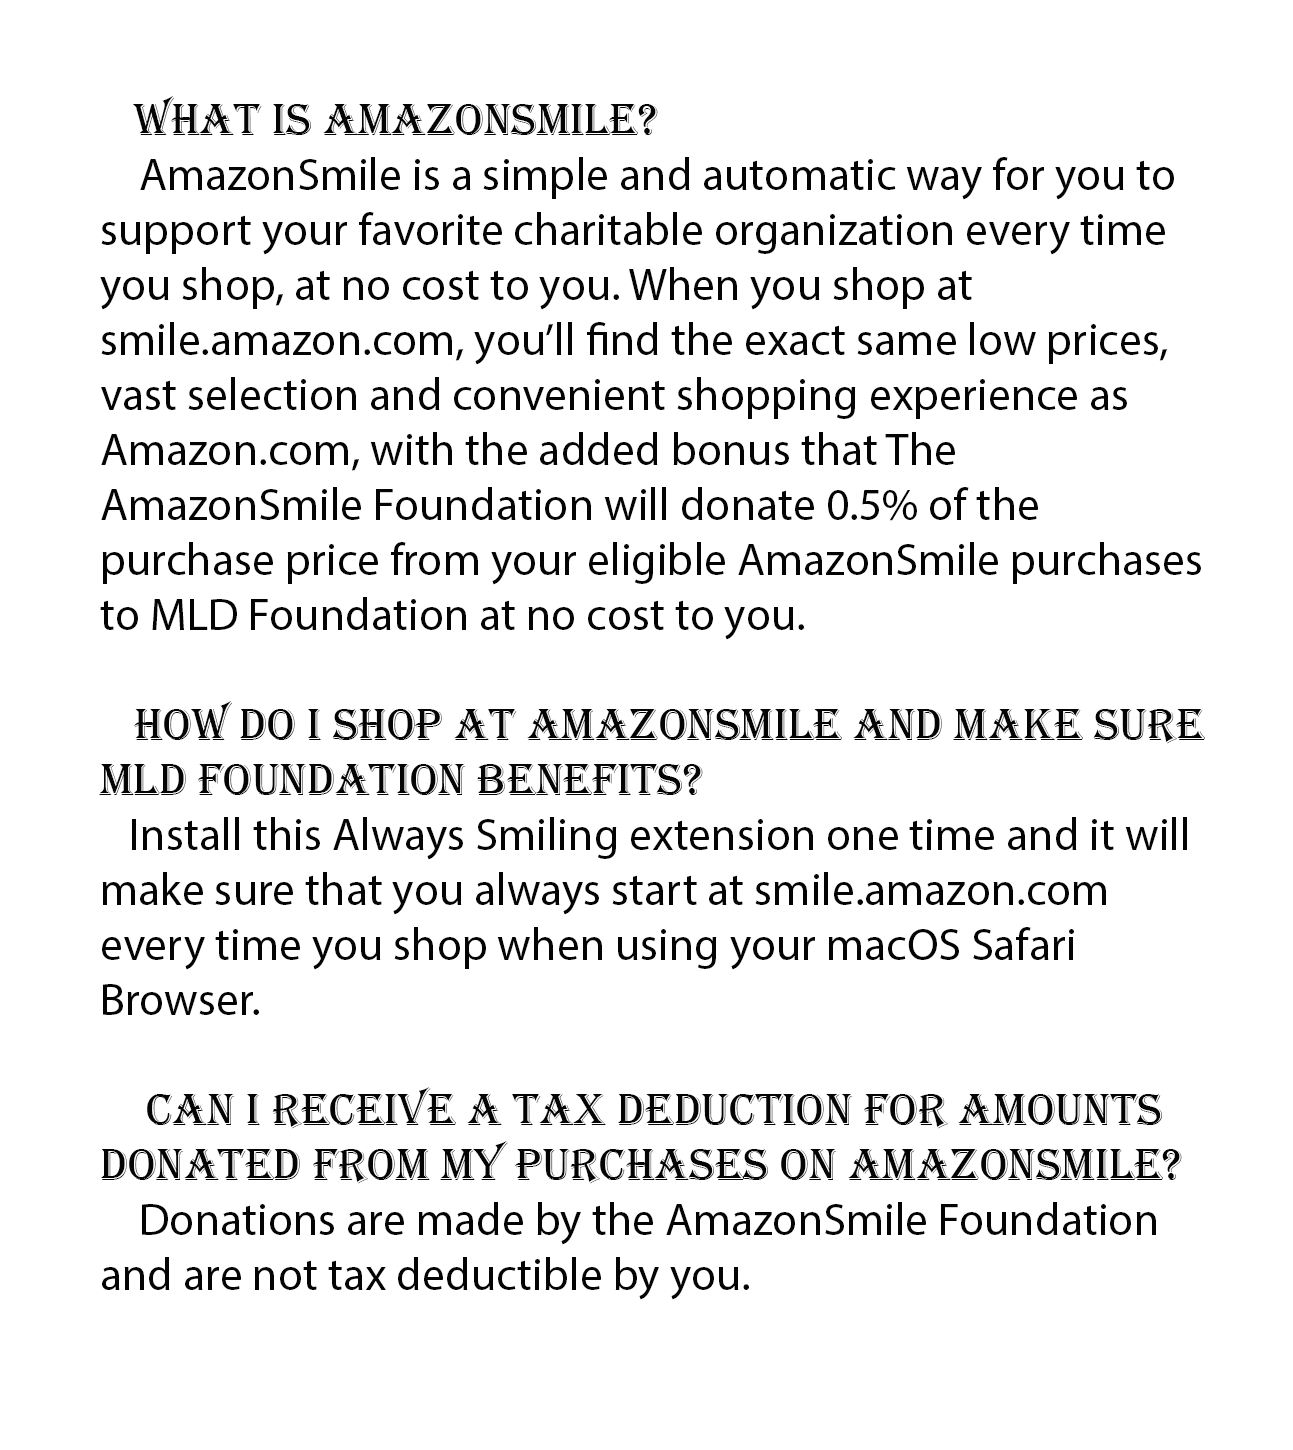 WHAT IS AMAZONSMILE?
AmazonSmile is a simple and automatic way for you to
support your favorite charitable organization every time
you shop, at no cost to you. When you shop at
smile.amazon.com, you’ll find the exact same low prices,
vast selection and convenient shopping experience as
Amazon.com, with the added bonus that The
AmazonSmile Foundation will donate 0.5% of the
purchase price from your eligible AmazonSmile purchases
to MLD Foundation at no cost to you.
HOW DO I SHOP AT AMAZONSMILE AND MAKE SURE
MLD FOUNDATION BENEFITS?
Install this Always Smiling extension one time and it will
make sure that you always start at smile.amazon.com
every time you shop when using your macOS Safari
Browser.
CAN I RECEIVE A TAX DEDUCTION FOR AMOUNTS
DONATED FROM MY PURCHASES ON AMAZONSMILE?
Donations are made by the AmazonSmile Foundation
and are not tax deductible by you.